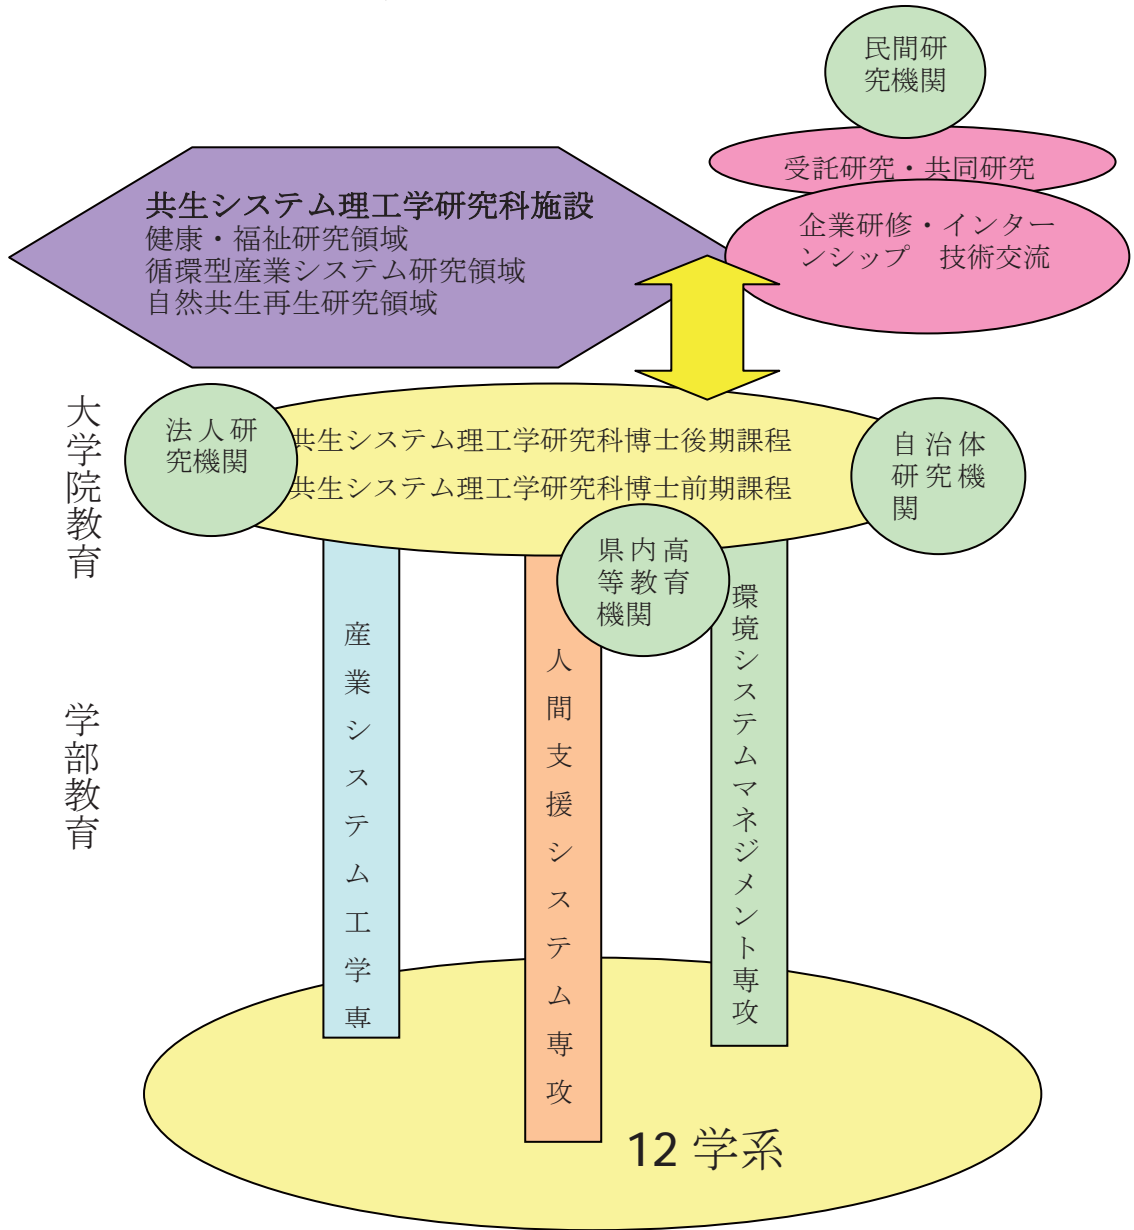 民間研
究機関
受託研究・共同研究
企業研修・インター
ンシップ　技術交流
共生システム理工学研究科施設
健康・福祉研究領域
循環型産業システム研究領域
自然共生再生研究領域
大学院教育
法人研
究機関
共生システム理工学研究科博士後期課程
共生システム理工学研究科博士前期課程
自治体
研究機
関
県内高
等教育
機関
学部教育
産業システム工学専
人間支援システム専攻
環境システムマネジメント専攻
12 学系